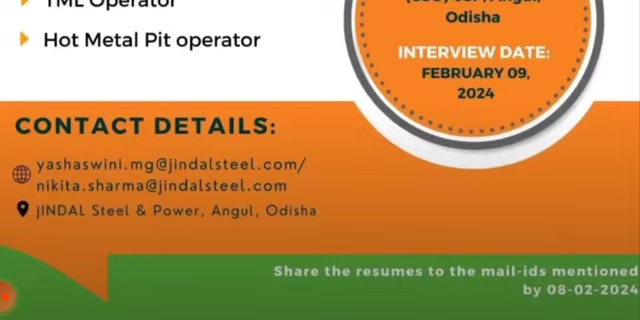 TML Operator
Hot Metal Pit operator
Angul,
Odisha
INTERVIEW DATE:
FEBRUARY 09,
2024
CONTACT DETAILS:
yashaswini.mg@jindalsteel.com/
nikita.sharma@jindalsteel.com
jINDAL Steel & Power, Angul, Odisha
Share the resumes to the mail-ids mentioned
by 08-02-2024